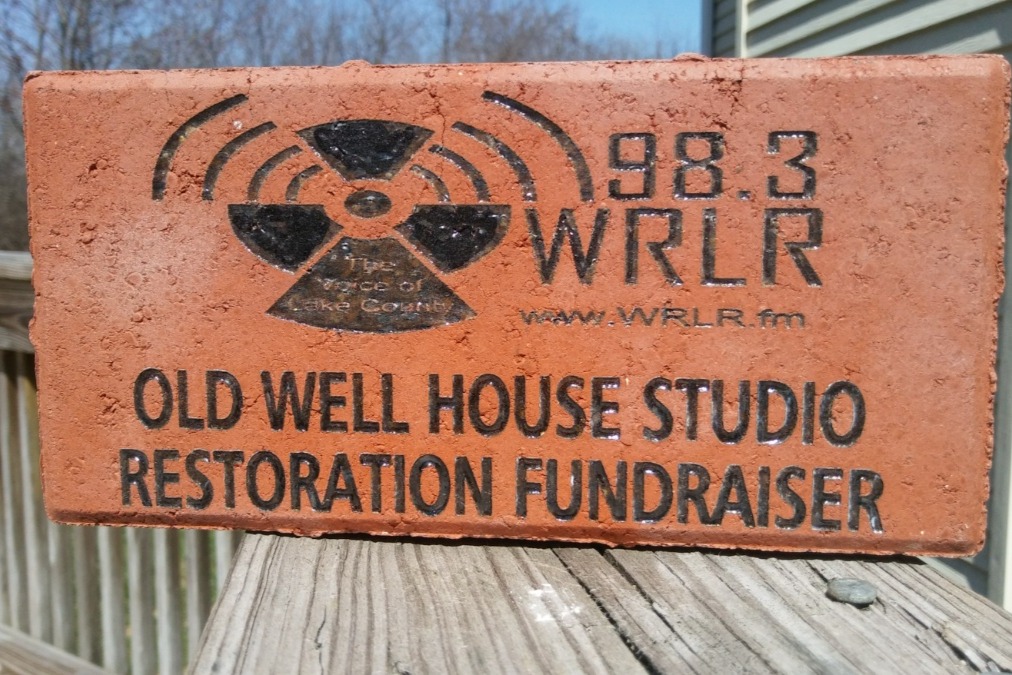 98.3
WRLR
The
Voice of
Lake County
www.WRLR.fm
OLD WELL HOUSE STUDIO
RESTORATION FUNDRAISER